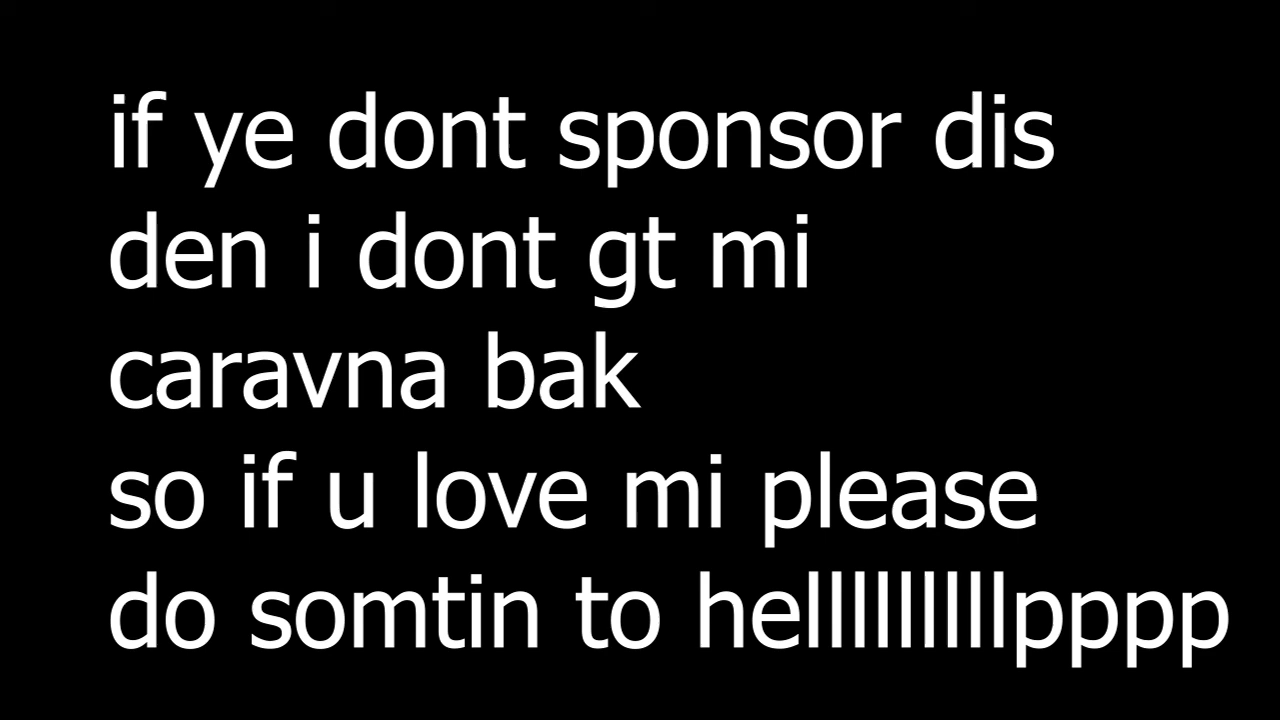 if ye dont sponsor dis
den i dont gt mi
caravna bak
so if u love mi please
do somtin to helllllllllpppp